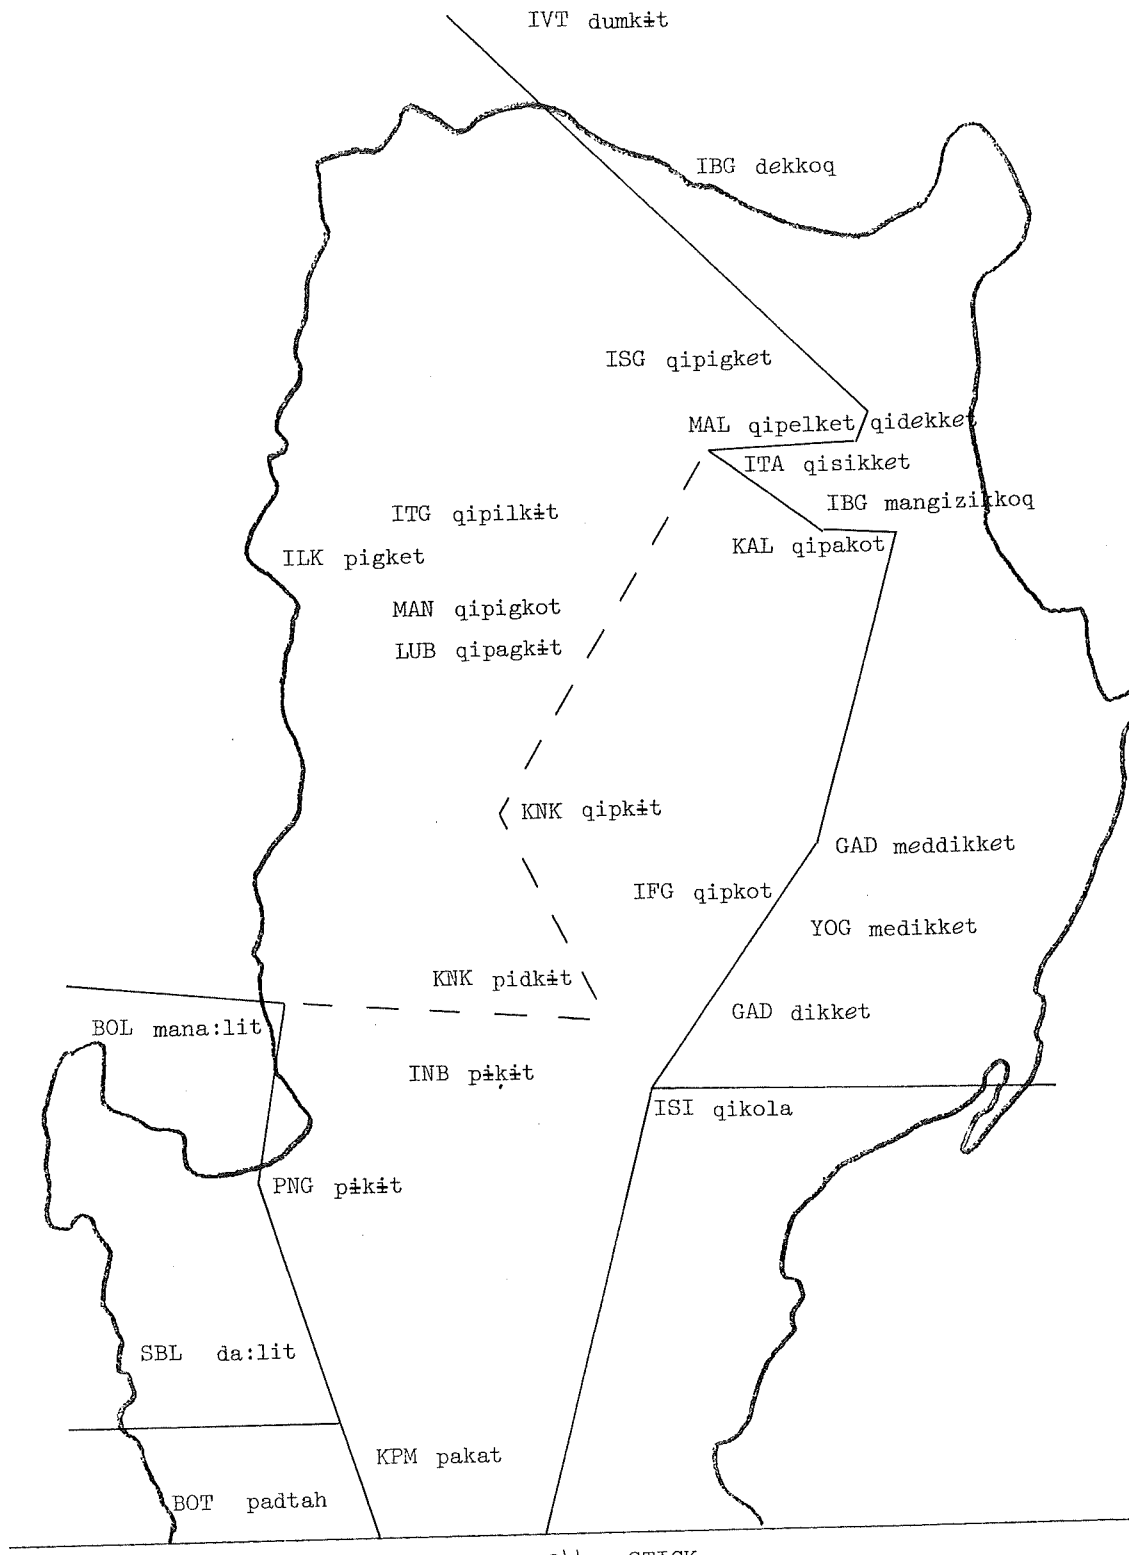 IVT dumkɨt
IBG dekkoq
ISG qipigket
MAL qipelket qidekket
ITA qisikket
IBG mangizikkoq
ITG qipilkɨt
KAL qipakot
ILK pigket
MAN qipigkot
LUB qipagkɨt
KNK qipkɨt
GAD meddikket
IFG qipkot
YOG medikket
KNK pidkɨt
GAD dikket
BOL mana:lit
INB pɨḳɨt
ISI qikola
PNG pɨkɨt
SBL da:lit
KPM pakat
BOT padtah
STICK